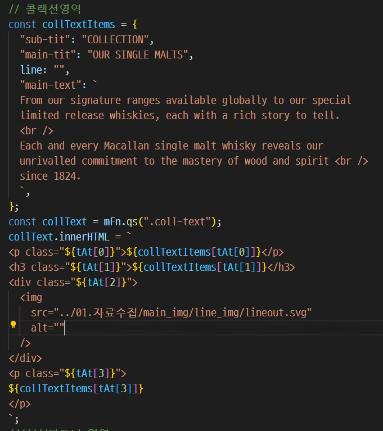 // 콜렉션영역
const collTextItems = {
"sub-tit": "COLLECTION",
"main-tit": "OUR SINGLE MALTS",
line: "",
"main-text": `
From our signature ranges available globally to our special
limited release whiskies, each with a rich story to tell.
<br />
Each and every Macallan single malt whisky reveals our
unrivalled commitment to the mastery of wood and spirit <br />
since 1824.
`,
};
const collText = mFn.qs(".coll-text");
collText.innerHTML = `
<p class="${tAt[0]}">${collTextItems[tAt[0]]}</p>
<h3 class="${tAt[1]}">${collTextItems[tAt[1]]}</h3>
<div class="${tAt[2]}">
<img
src="../01.자료수집/main_img/line_img/lineout.svg"
alt=""
/>
</div>
<p class="${tAt[3]}">
${collTextItems[tAt[3]]}
</p>
`;